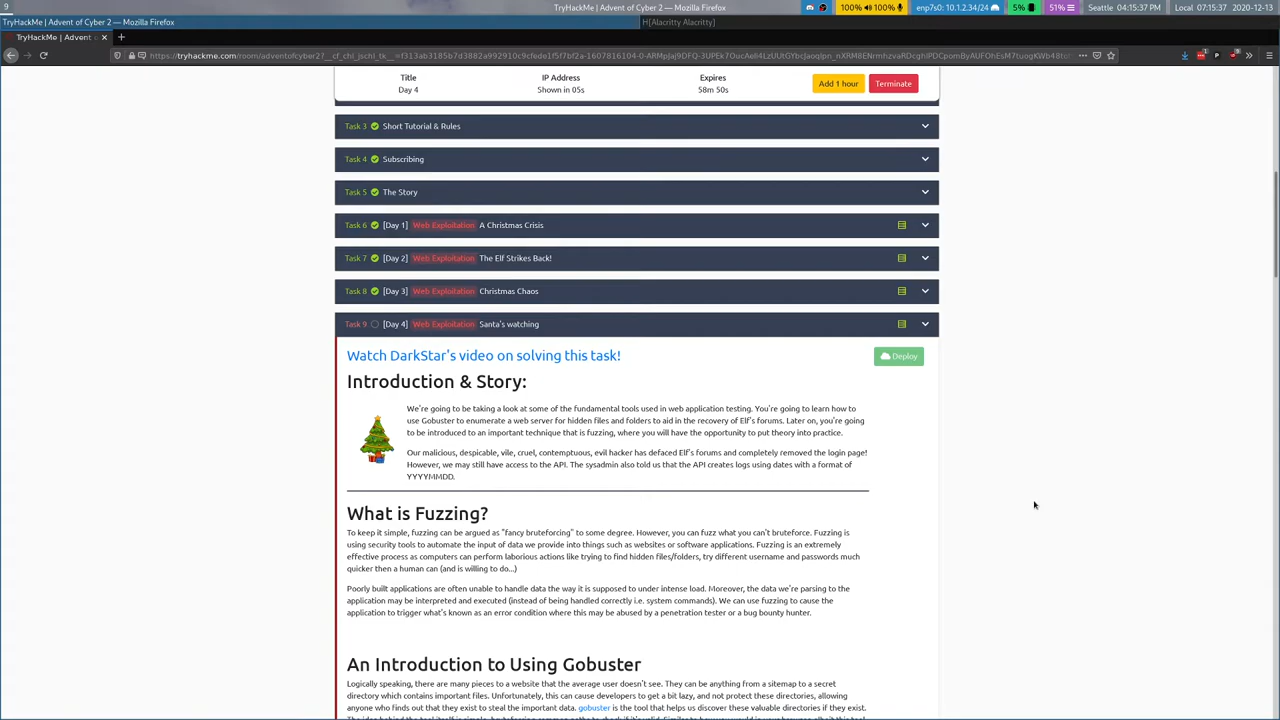 9
TryHackMe | Advent of Cyber 2 — Mozilla Firefox
100% 100%
enp7s0: 10.1.2.34/24
5%
51%
Seattle 04:15:37 PM
Local 07:15:37
2020-12-13
TryHackMe | Advent of Cyber 2 — Mozilla Firefox
H[Alacritty Alacritty]
TryHackMe | Advent of
Title
IP Address
Expires
Day 4
Shown in 05s
58m 50s
Add 1 hour
Terminate
Task 3 Short Tutorial & Rules
Task 4 Subscribing
Task 5 The Story
Task 6 [Day 1] Web Exploitation A Christmas Crisis
Task 7 [Day 2] Web Exploitation The Elf Strikes Back!
Task 8 [Day 3] Web Exploitation Christmas Chaos
Task 9 [Day 4] Web Exploitation Santa's watching
Watch DarkStar's video on solving this task!
Deploy
Introduction & Story:
We're going to be taking a look at some of the fundamental tools used in web application testing. You're going to learn how to
use Gobuster to enumerate a web server for hidden files and folders to aid in the recovery of Elf's forums. Later on, you're going
to be introduced to an important technique that is fuzzing, where you will have the opportunity to put theory into practice.
Our malicious, despicable, vile, cruel, contemptuous, evil hacker has defaced Elf's forums and completely removed the login page!
However, we may still have access to the API. The sysadmin also told us that the API creates logs using dates with a format of
YYYYMMDD.
What is Fuzzing?
To keep it simple, fuzzing can be argued as "fancy bruteforcing" to some degree. However, you can fuzz what you can't bruteforce. Fuzzing is
using security tools to automate the input of data we provide into things such as websites or software applications. Fuzzing is an extremely
effective process as computers can perform laborious actions like trying to find hidden files/folders, try different username and passwords much
quicker then a human can (and is willing to do...)
Poorly built applications are often unable to handle data the way it is supposed to under intense load. Moreover, the data we're parsing to the
application may be interpreted and executed (instead of being handled correctly i.e. system commands). We can use fuzzing to cause the
application to trigger what's known as an error condition where this may be abused by a penetration tester or a bug bounty hunter.
An Introduction to Using Gobuster
Logically speaking, there are many pieces to a website that the average user doesn't see. They can be anything from a sitemap to a secret
directory which contains important files. Unfortunately, this can cause developers to get a bit lazy, and not protect these directories, allowing
anyone who finds out that they exist to steal the important data. gobuster is the tool that helps us discover these valuable directories if they exist.